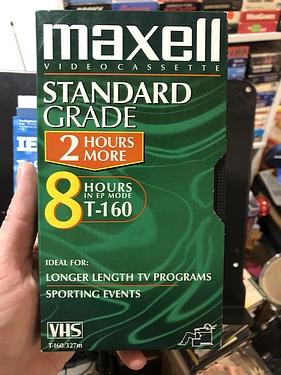 maxell
VIDEOCASSETTE
STANDARD
GRADE
2 HOURS
MORE
8 HOURS
IN EP MODE
T-160
IDEAL FOR:
LONGER LENGTH TV PROGRAMS
SPORTING EVENTS
VHS
T-160/327m
IE